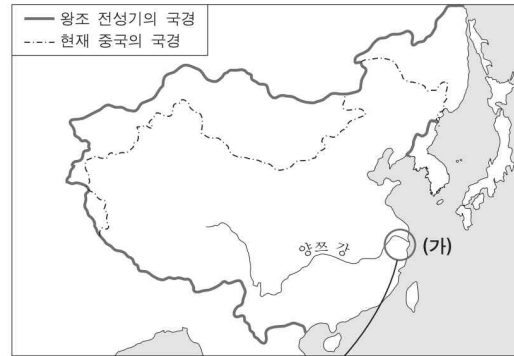 왕조 전성기의 국경
현재 중국의 국경
양쯔 강
(가)